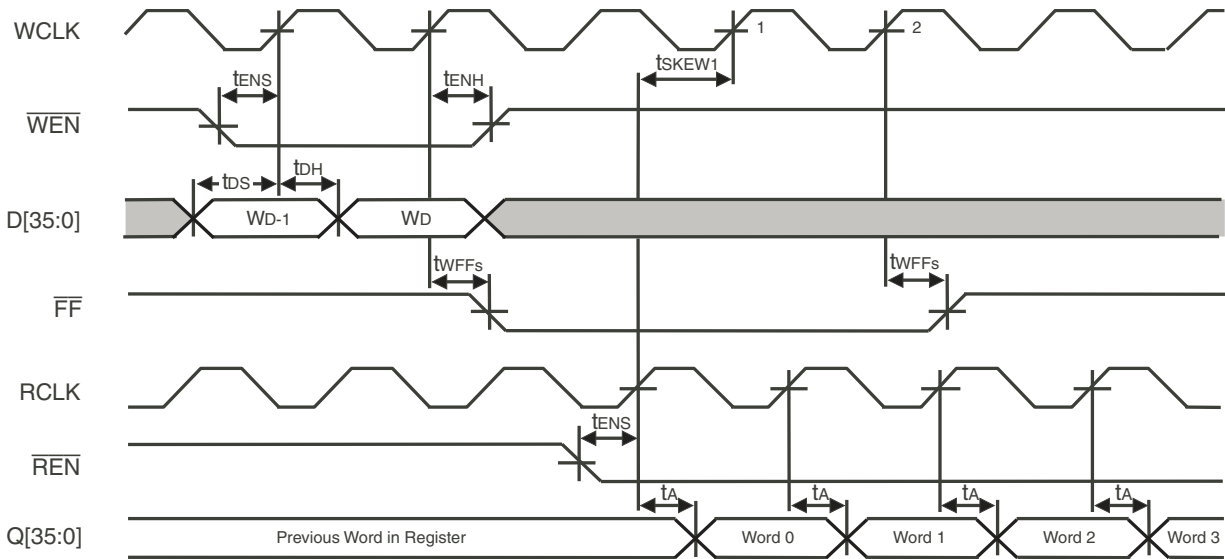 WCLK
1
2
tSKEW1
tENS
tENH
WEN
tDS
tDH
D[35:0]
WD-1
WD
tWFFs
tWFFs
FF
RCLK
tENS
REN
tA
tA
tA
tA
Q[35:0]
Previous Word in Register
Word 0
Word 1
Word 2
Word 3